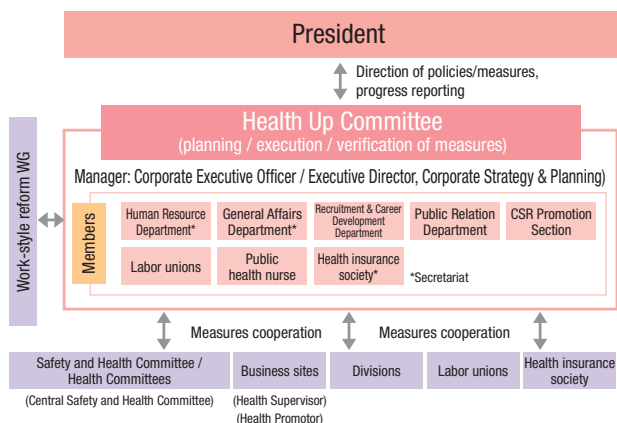 President
Direction of policies/measures,
progress reporting
Health Up Committee
(planning / execution / verification of measures)
Work-style reform WG
Manager: Corporate Executive Officer / Executive Director, Corporate Strategy & Planning)
Members
Human Resource
Department*
General Affairs
Department*
Recruitment & Career
Development
Department
Public Relation
Department
CSR Promotion
Section
Labor unions
Public
health nurse
Health insurance
society*
*Secretariat
Measures cooperation
Measures cooperation
Safety and Health Committee /
Health Committees
(Central Safety and Health Committee)
Business sites
(Health Supervisor)
(Health Promotor)
Divisions
Labor unions
Health insurance
society